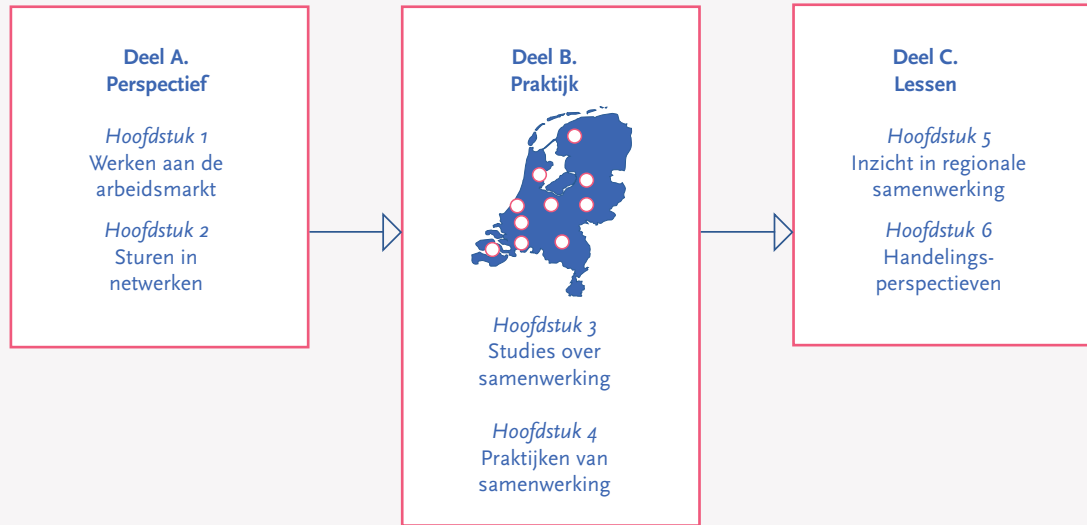 Deel A.
Perspectief
Hoofdstuk 1
Werken aan de
arbeidsmarkt
Hoofdstuk 2
Sturen in
netwerken
Deel B.
Praktijk
Hoofdstuk 3
Studies over
samenwerking
Hoofdstuk 4
Praktijken van
samenwerking
Deel C.
Lessen
Hoofdstuk 5
Inzicht in regionale
samenwerking
Hoofdstuk 6
Handelings-
perspectieven